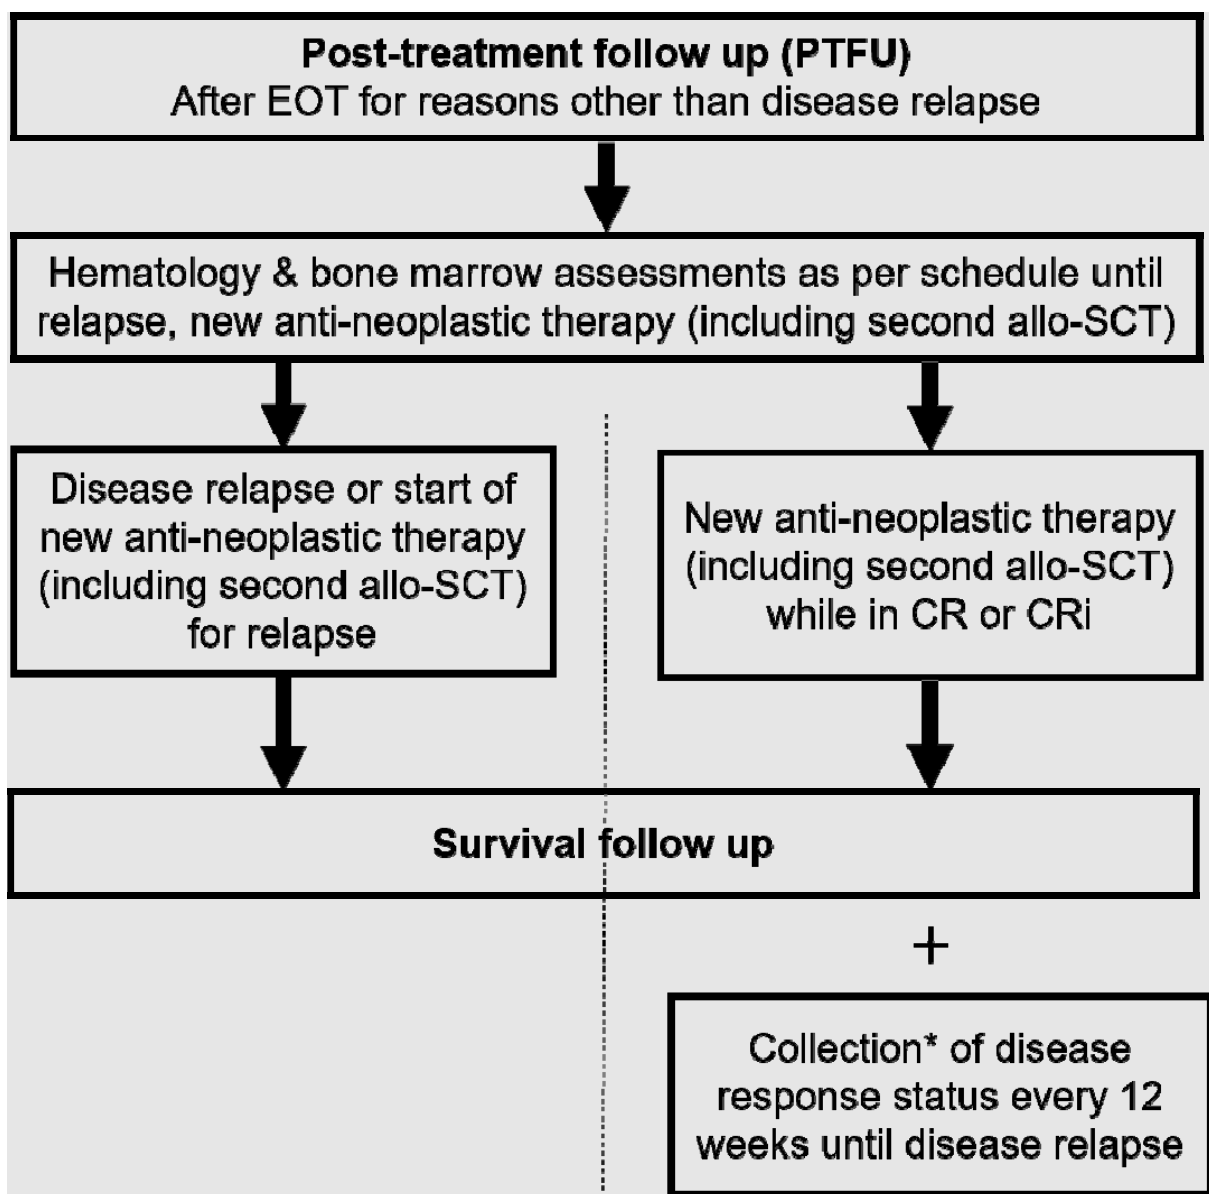 Post-treatment follow up (PTFU)
After EOT for reasons other than disease relapse
Hematology & bone marrow assessments as per schedule until
relapse, new anti-neoplastic therapy (including second allo-SCT)
Disease relapse or start of
new anti-neoplastic therapy
(including second allo-SCT)
for relapse
New anti-neoplastic therapy
(including second allo-SCT)
while in CR or CRi
Survival follow up
+
Collection* of disease
response status every 12
weeks until disease relapse